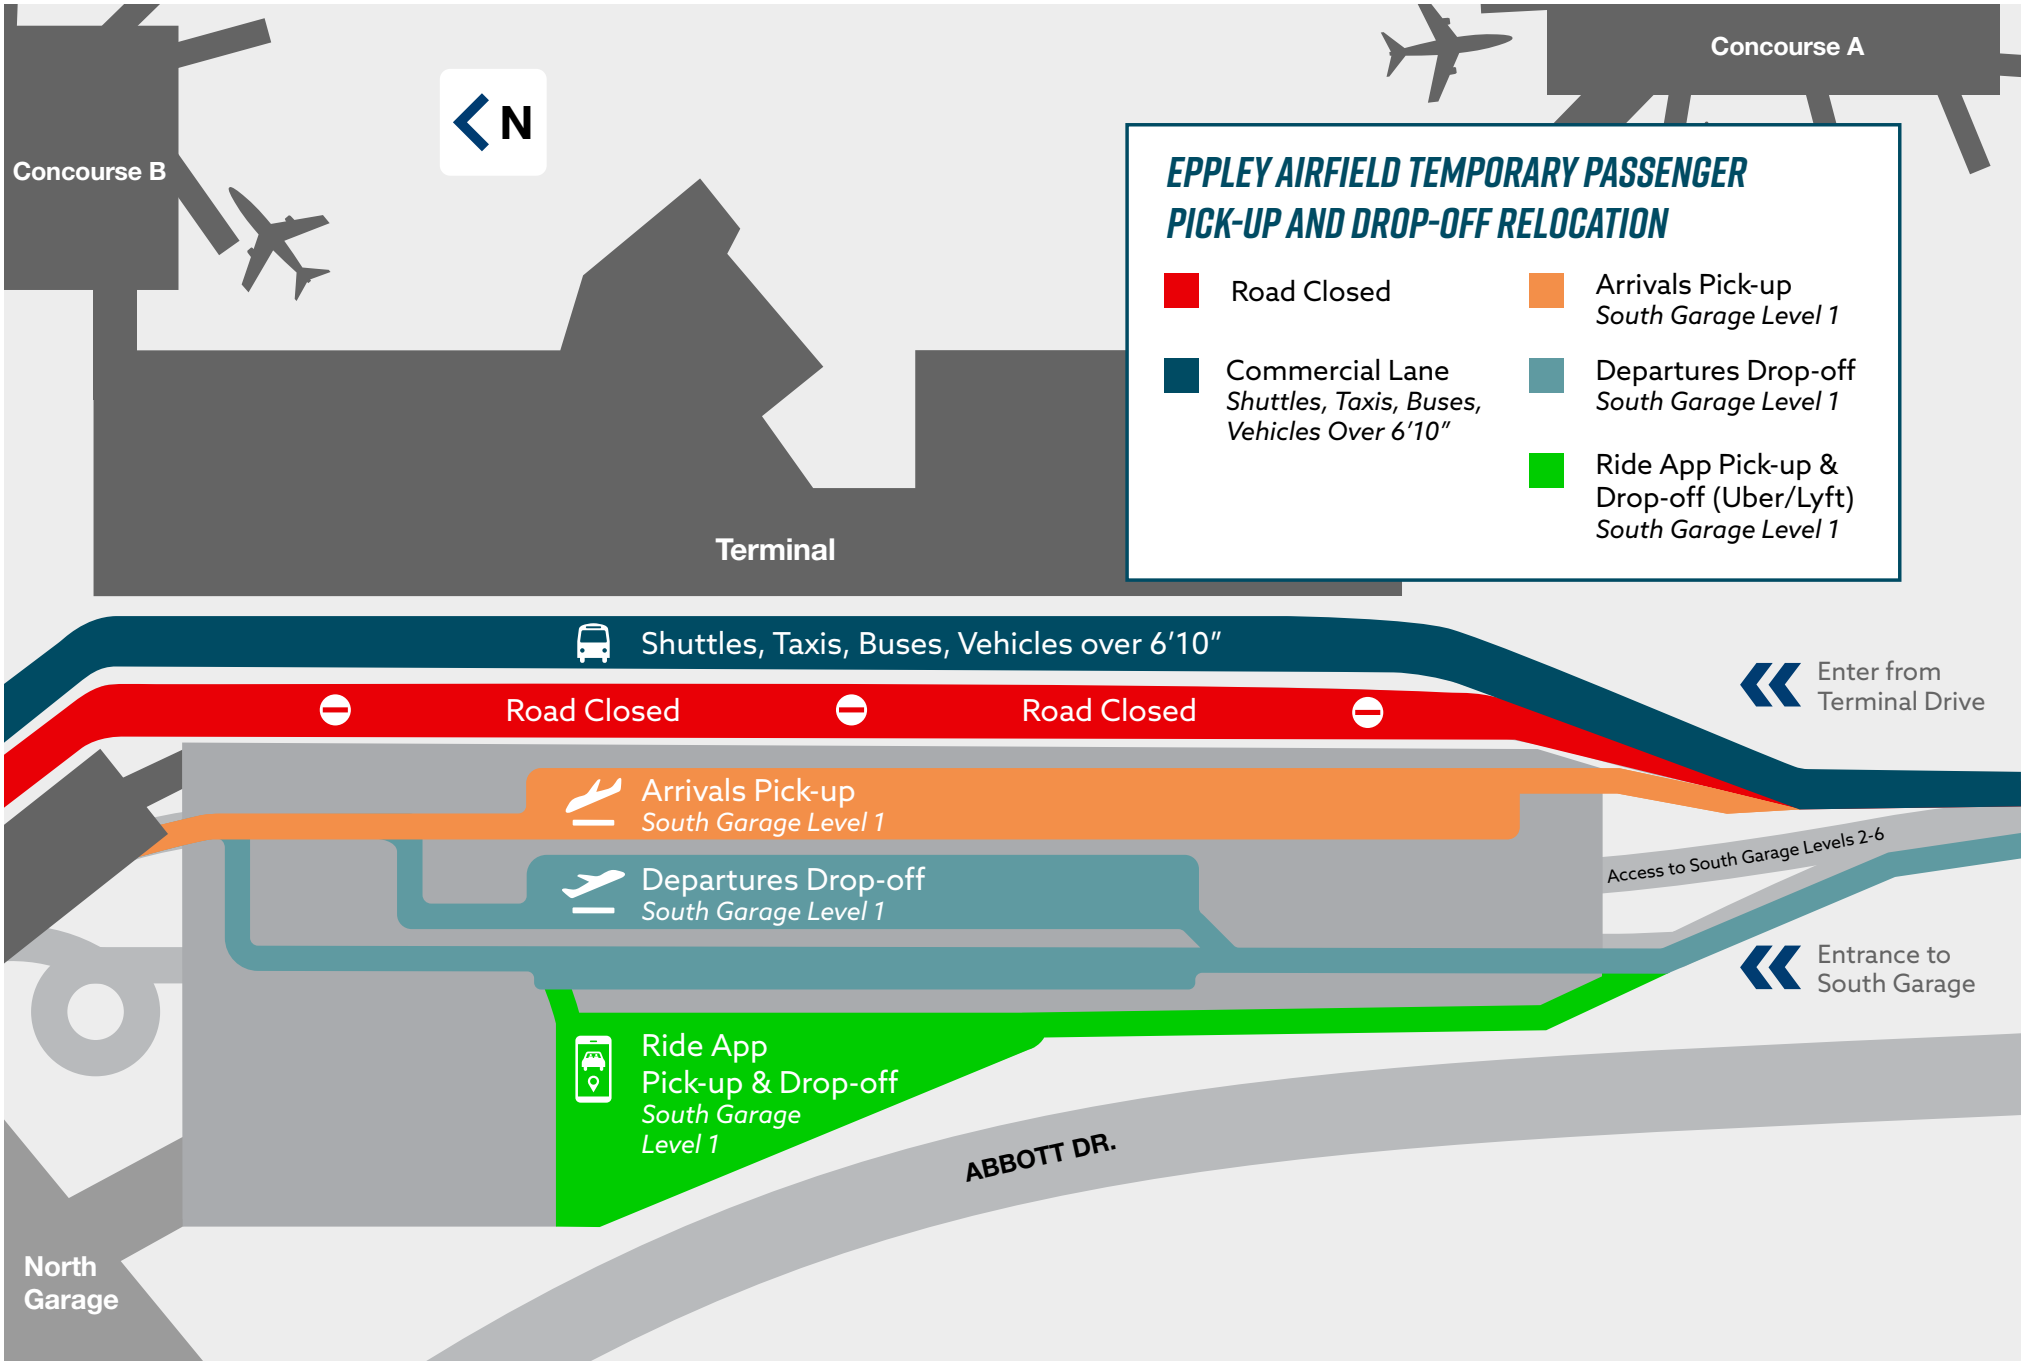 Concourse A
N
Concourse B
EPPLEY AIRFIELD TEMPORARY PASSENGER
PICK-UP AND DROP-OFF RELOCATION
Road Closed
Commercial Lane
Shuttles, Taxis, Buses,
Vehicles Over 6'10"
Arrivals Pick-up
South Garage Level 1
Departures Drop-off
South Garage Level 1
Ride App Pick-up &
Drop-off (Uber/Lyft)
South Garage Level 1
Terminal
Shuttles, Taxis, Buses, Vehicles over 6'10"
Enter from
Terminal Drive
Road Closed
Road Closed
Arrivals Pick-up
South Garage Level 1
Access to South Garage Levels 2-6
Departures Drop-off
South Garage Level 1
Entrance to
South Garage
Ride App
Pick-up & Drop-off
South Garage
Level 1
ABBOTT DR.
North
Garage